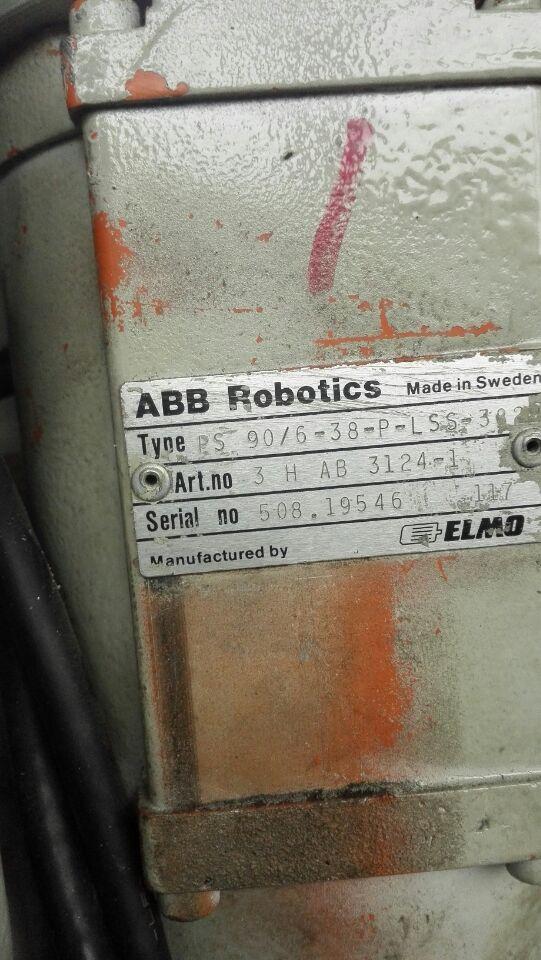 ABB Robotics Made in Sweden
Type PS 90/6-38-P-LSS-
Art.no 3 H AB 3124-1
Serial no 508.19546 117
Manufactured by ELMO